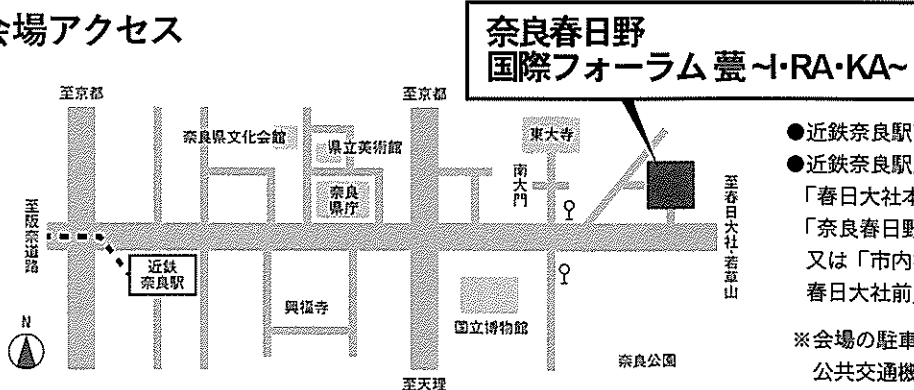 会場アクセス
奈良春日野
国際フォーラム 甍 ~I・RA・KA~
至京都
至京都
奈良県文化会館
県立美術館
東大寺
奈良
県庁
南大門
至阪奈道路
近鉄
奈良駅
至春日大社・若草山
興福寺
国立博物館
奈良公園
N
至天理
●近鉄奈良駅
●近鉄奈良駅
「春日大社本
「奈良春日野
又は「市内
春日大社前
※会場の駐車
公共交通機